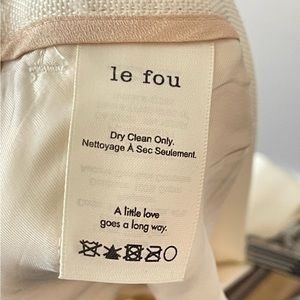 le fou
Dry Clean Only.
Nettoyage À Sec Seulement.
A little love
goes a long way.